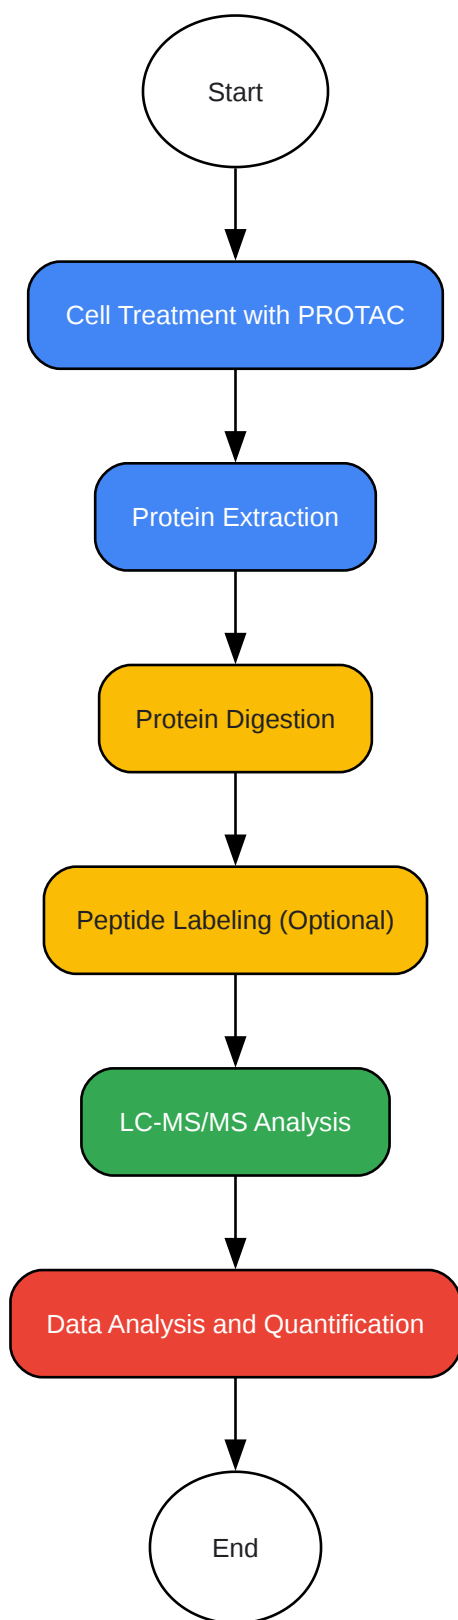 Start
Cell Treatment with PROTAC
Protein Extraction
Protein Digestion
Peptide Labeling (Optional)
LC-MS/MS Analysis
Data Analysis and Quantification
End